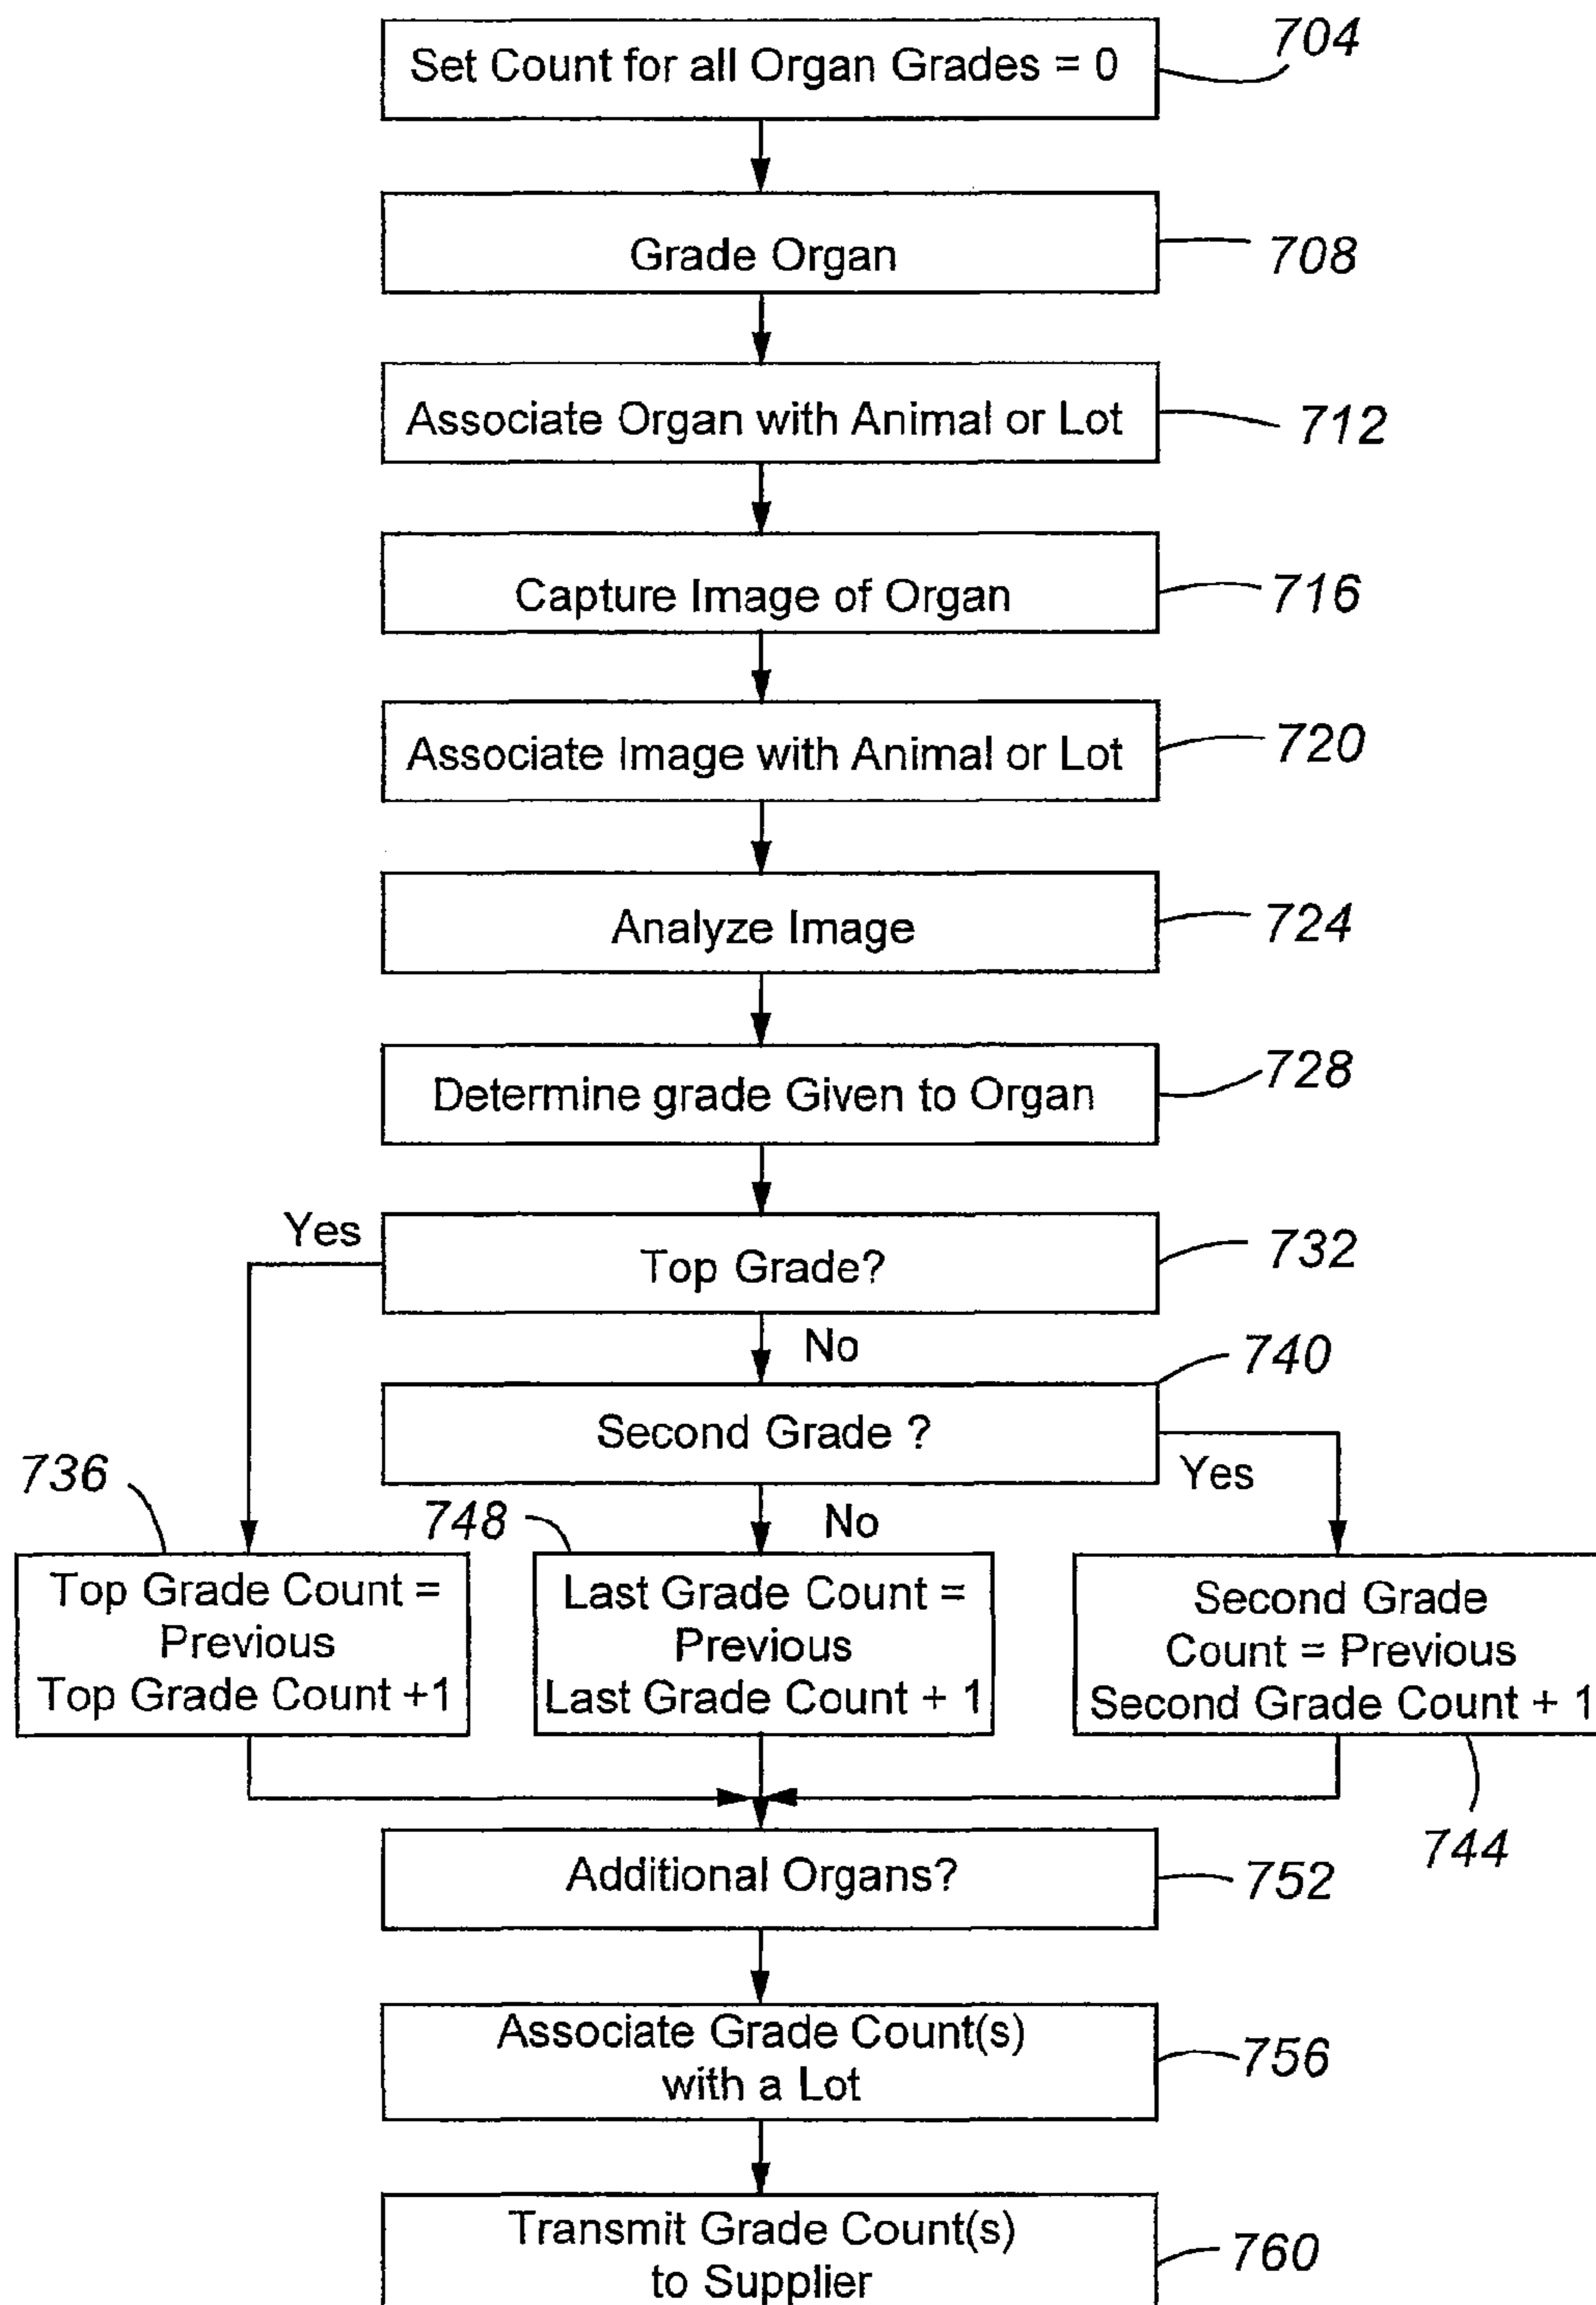 Set Count for all Organ Grades = 0
704
Grade Organ
708
Associate Organ with Animal or Lot
712
Capture Image of Organ
716
Associate Image with Animal or Lot
720
Analyze Image
724
Determine grade Given to Organ
728
Yes
Top Grade?
732
No
740
Second Grade ?
Yes
736
748
No
Top Grade Count =
Previous
Top Grade Count +1
Last Grade Count =
Previous
Last Grade Count + 1
Second Grade
Count = Previous
Second Grade Count + 1
744
Additional Organs?
752
Associate Grade Count(s)
with a Lot
756
Transmit Grade Count(s)
to Supplier
760